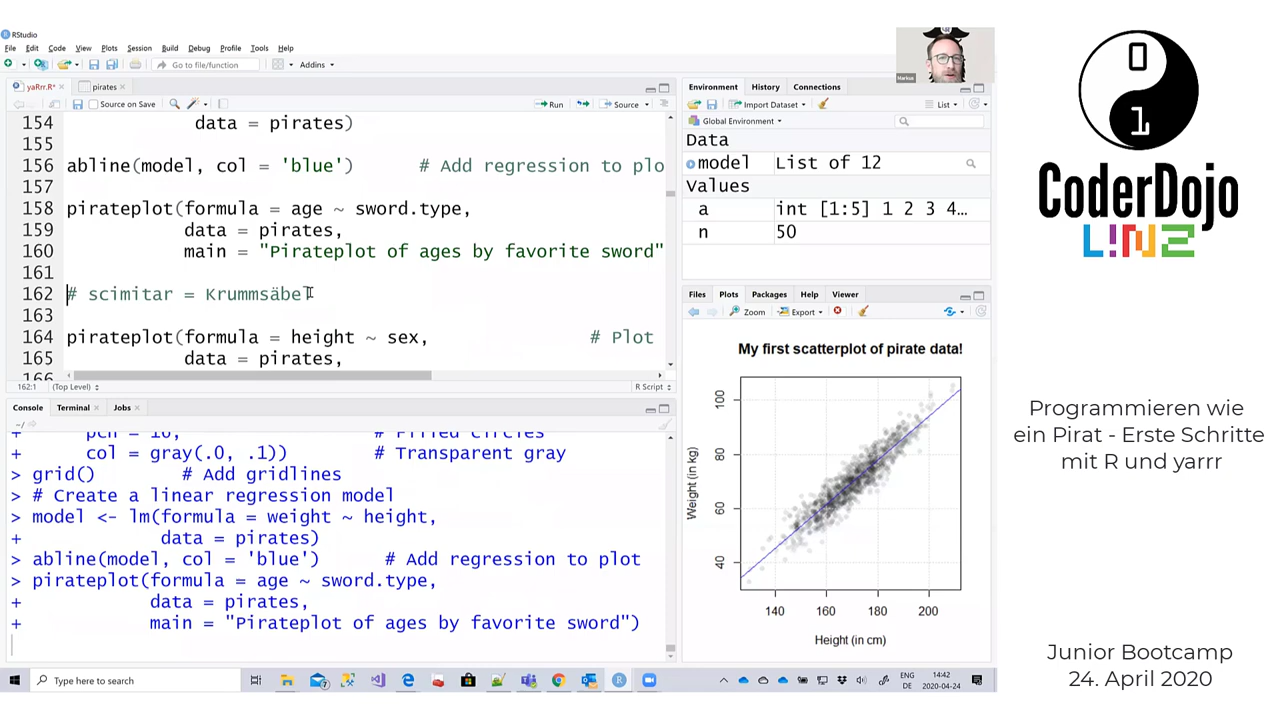 RStudio
File Edit Code View Plots Session Build Debug Profile Tools Help
Go to file/function
Addins
yaRrr.R*
pirates
Source on Save
Run
Source
154 data = pirates)
155
156 abline(model, col = 'blue') # Add regression to plo
157
158 pirateplot(formula = age ~ sword.type,
159 data = pirates,
160 main = "Pirateplot of ages by favorite sword"
161
162 # scimitar = Krummsäbel
163
164 pirateplot(formula = height ~ sex, # Plot
165 data = pirates,
166
162:1 (Top Level) R Script
Console Terminal Jobs
~/
+ pch = 16, # Filled circles
+ col = gray(.0, .1)) # Transparent gray
> grid() # Add gridlines
> # Create a linear regression model
> model <- lm(formula = weight ~ height,
+ data = pirates)
> abline(model, col = 'blue') # Add regression to plot
> pirateplot(formula = age ~ sword.type,
+ data = pirates,
+ main = "Pirateplot of ages by favorite sword")
Markus
Environment History Connections
Import Dataset
List
Global Environment
Data
model List of 12
Values
a int [1:5] 1 2 3 4…
n 50
Files Plots Packages Help Viewer
Zoom Export
My first scatterplot of pirate data!
Weight (in kg)
100
80
60
40
140 160 180 200
Height (in cm)
Type here to search
7
ENG
DE
14:42
2020-04-24
0
1
CoderDojo
L!NZ
Programmieren wie
ein Pirat - Erste Schritte
mit R und yarrr
Junior Bootcamp
24. April 2020